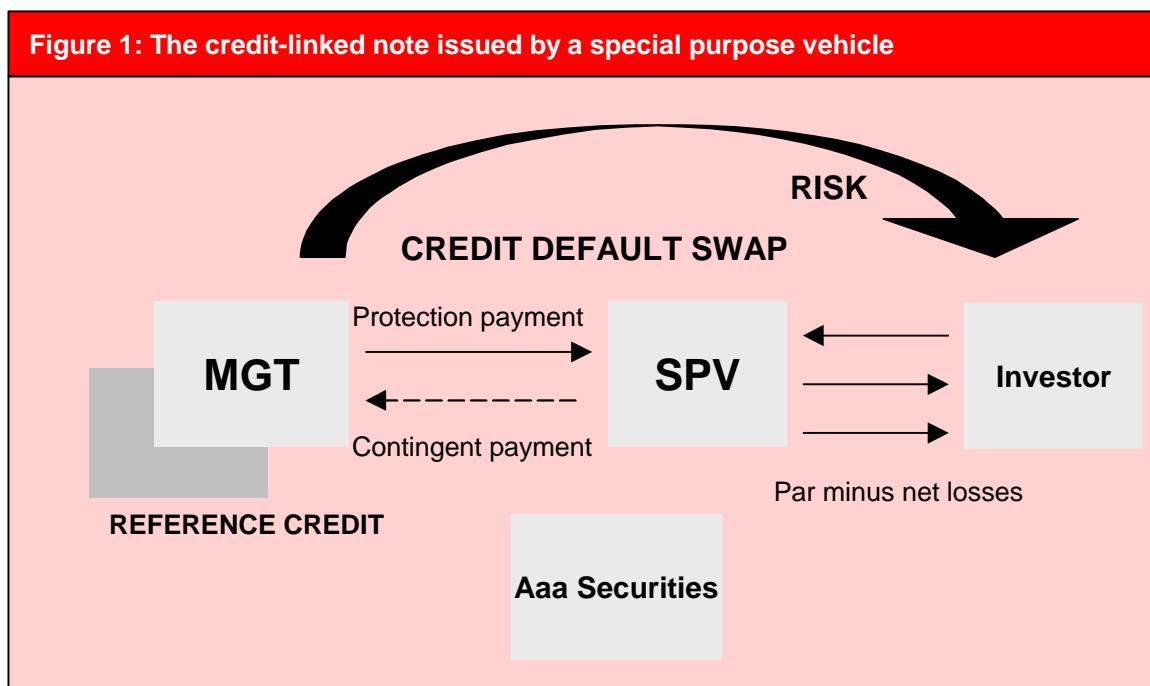 Figure 1: The credit-linked note issued by a special purpose vehicle
RISK
CREDIT DEFAULT SWAP
Protection payment
MGT
SPV
Investor
Contingent payment
Par minus net losses
REFERENCE CREDIT
Aaa Securities